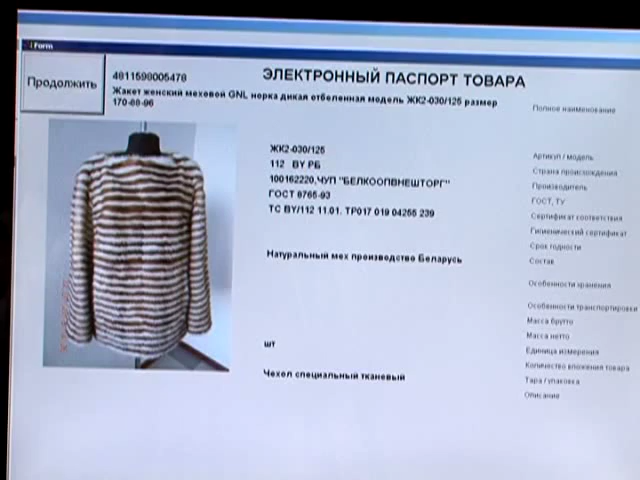 Form
Продолжить
4811599005478
ЭЛЕКТРОННЫЙ ПАСПОРТ ТОВАРА
Жакет женский меховой GNL норка дикая отбеленная модель ЖК2-030/125 размер
170-88-96
Полное наименование
ЖК2-030/125
Артикул / модель
112 BY РБ
Страна происхождения
100162220,ЧУП "БЕЛКООПВНЕШТОРГ"
Производитель
ГОСТ 8765-93
ГОСТ, ТУ
ТС BY/112 11.01. ТР017 019 04255 239
Сертификат соответствия
Гигиенический сертификат
Срок годности
Натуральный мех производство Беларусь
Состав
Особенности хранения
Особенности транспортировки
Масса брутто
Масса нетто
шт
Единица измерения
Количество вложения товара
Чехол специальный тканевый
Тара / упаковка
Описание